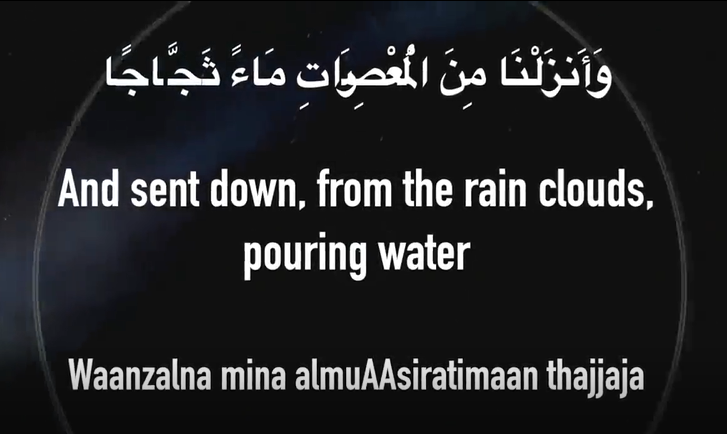 وَأَنزَلْنَا مِنَ الْمُعْصِرَاتِ مَاءً ثَجَّاجًا
And sent down, from the rain clouds,
pouring water
Waanzalna mina almuAAsiratimaan thajjaja